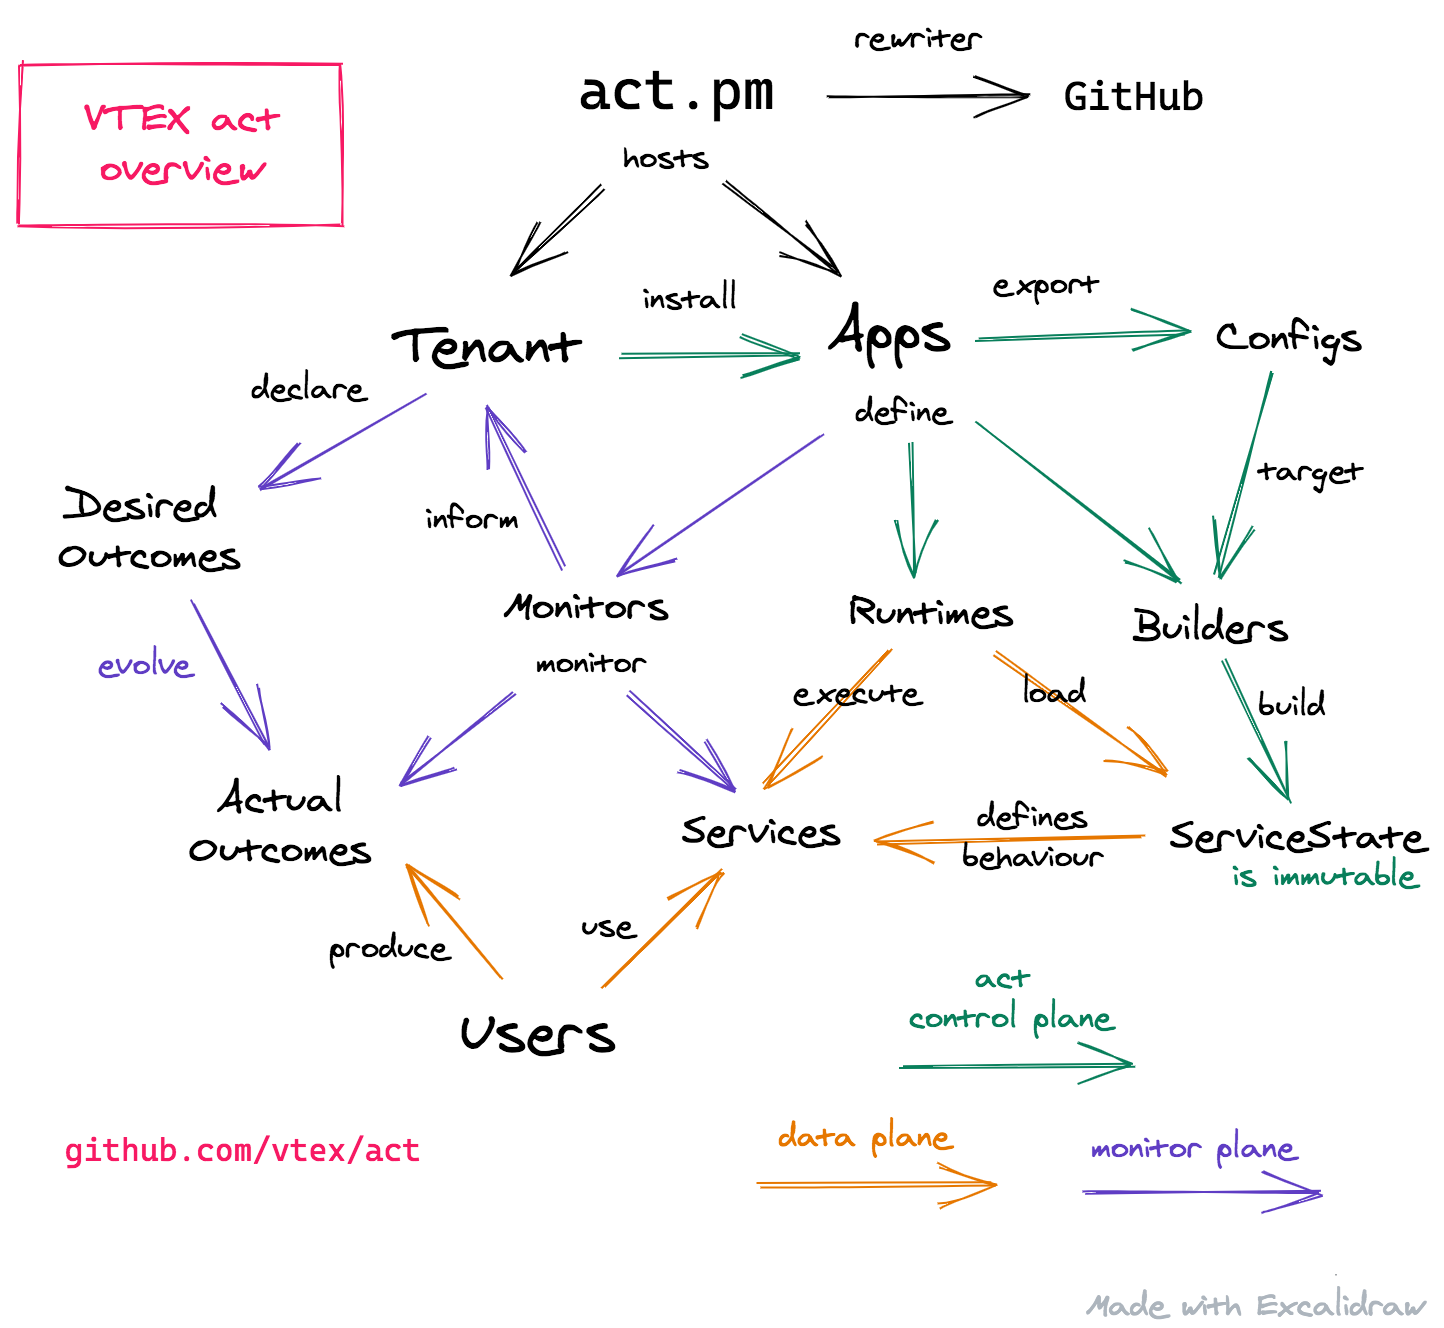 rewriter
act.pm
GitHub
VTEX act
overview
hosts
install
export
Tenant
Apps
Configs
declare
define
target
Desired
Outcomes
inform
Monitors
Runtimes
Builders
evolve
monitor
execute
load
build
Actual
Outcomes
Services
defines
behaviour
ServiceState
is immutable
produce
use
Users
act
control plane
data plane
monitor plane
github.com/vtex/act
Made with Excalidraw